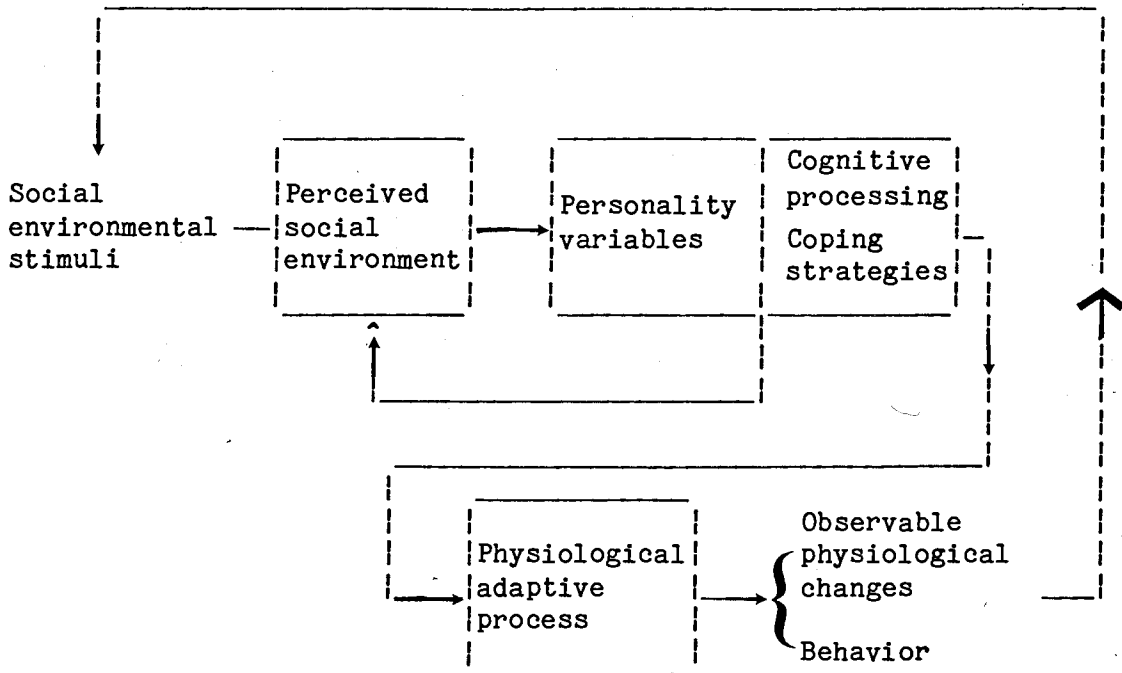 Social
environmental
stimuli
Perceived
social
environment
Personality
variables
Cognitive
processing
Coping
strategies
Physiological
adaptive
process
Observable
physiological
changes
Behavior